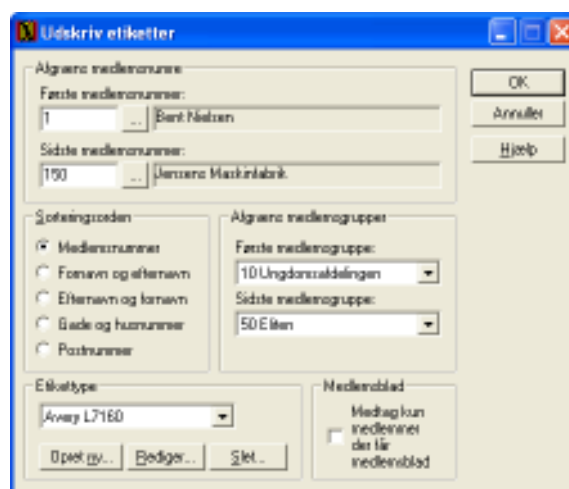 Udskriv etiketter
Afgræns medlemsnumre
Første medlemsnummer:
1 ... Bent Nielsen
Sidste medlemsnummer:
150 ... Jensens Maskinfabrik
OK
Annuller
Hjælp
Sorteringsorden
Medlemsnummer
Fornavn og efternavn
Efternavn og fornavn
Gade og husnummer
Postnummer
Afgræns medlemsgrupper
Første medlemsgruppe:
10 Ungdomsafdelingen
Sidste medlemsgruppe:
50 Eliten
Etikettype
Avery L7160
Opret ny... Rediger... Slet...
Medlemsblad
Medtag kun
medlemmer
der får
medlemsblad